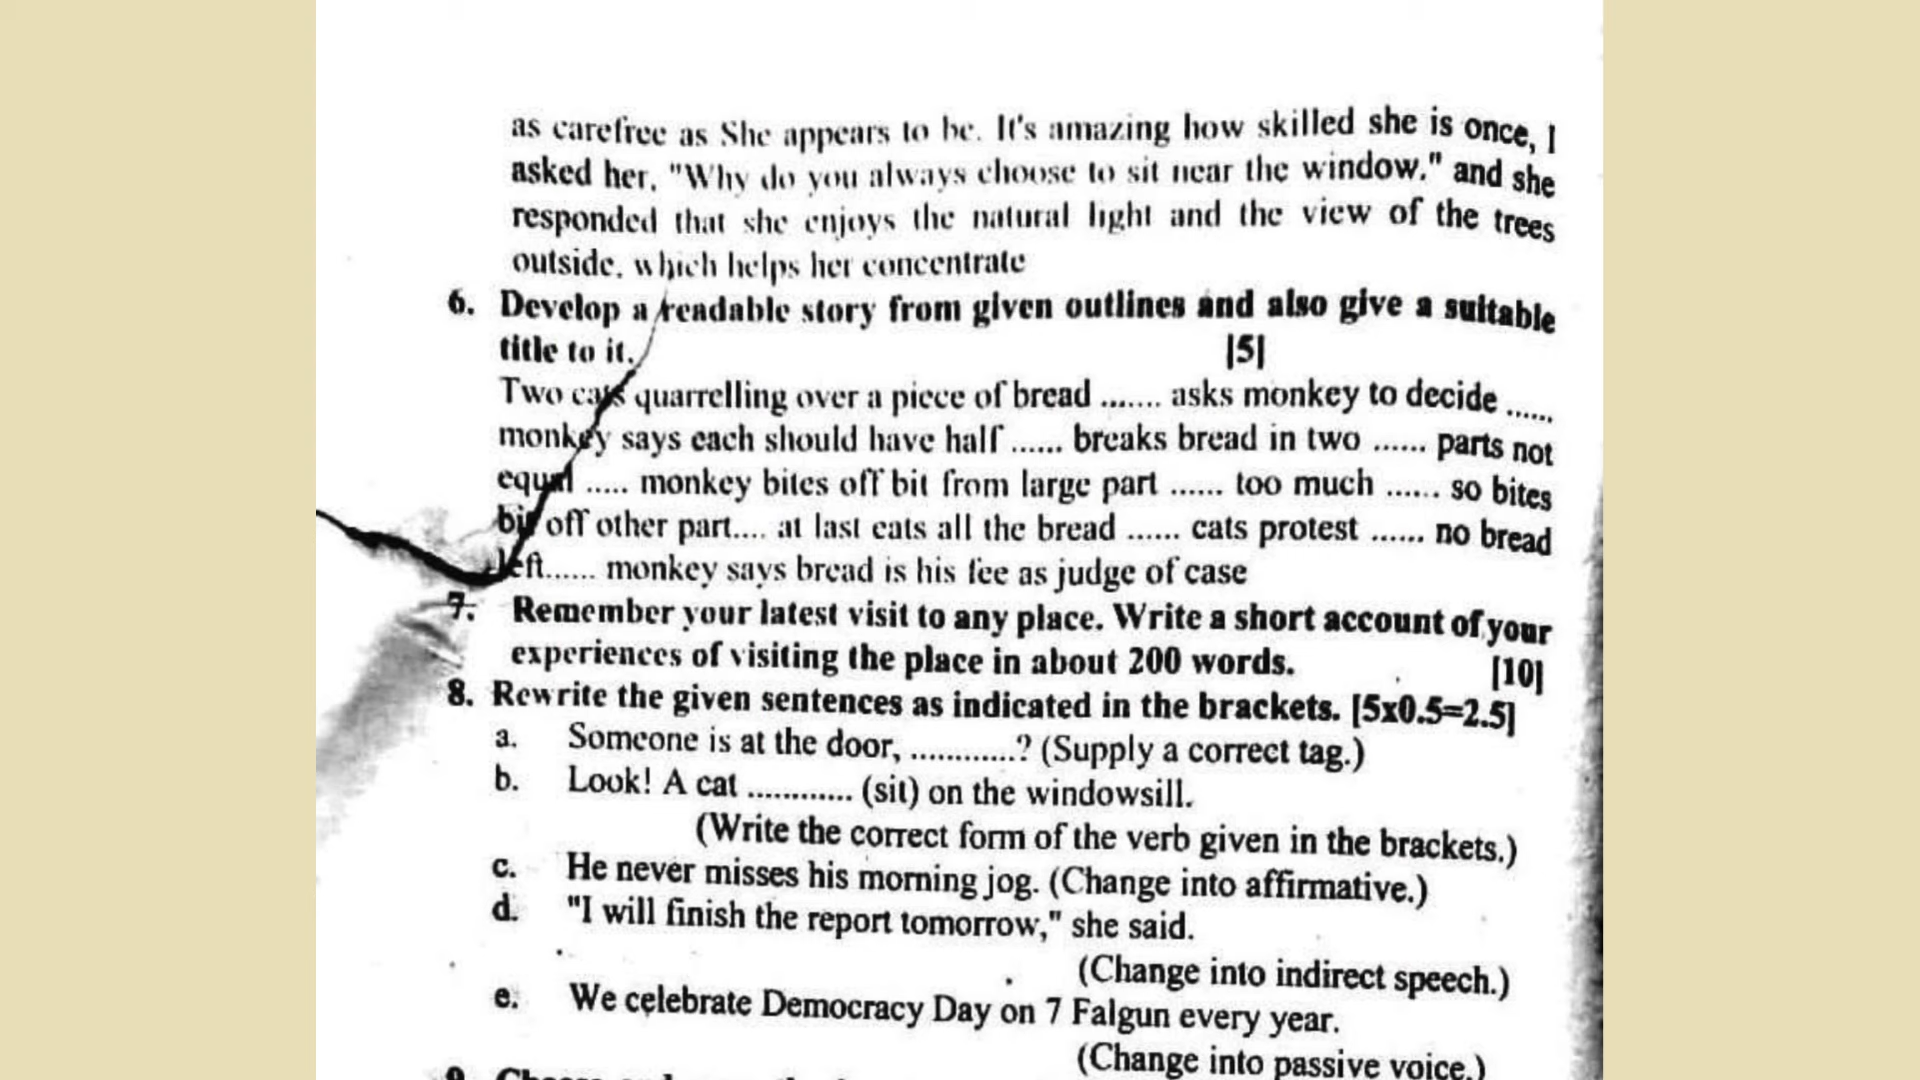 as carefree as She appears to be. It's amazing how skilled she is once, I
asked her, "Why do you always choose to sit near the window." and she
responded that she enjoys the natural light and the view of the trees
outside, which helps her concentrate
6. Develop a readable story from given outlines and also give a suitable
title to it. [5]
Two cats quarrelling over a piece of bread ....... asks monkey to decide ......
monkey says each should have half ...... breaks bread in two ...... parts not
equal ..... monkey bites off bit from large part ...... too much ...... so bites
bit off other part.... at last eats all the bread ...... cats protest ...... no bread
left...... monkey says bread is his fee as judge of case
7. Remember your latest visit to any place. Write a short account of your
experiences of visiting the place in about 200 words. [10]
8. Rewrite the given sentences as indicated in the brackets. [5x0.5=2.5]
a. Someone is at the door, ............? (Supply a correct tag.)
b. Look! A cat ............ (sit) on the windowsill.
(Write the correct form of the verb given in the brackets.)
c. He never misses his morning jog. (Change into affirmative.)
d. "I will finish the report tomorrow," she said.
(Change into indirect speech.)
e. We celebrate Democracy Day on 7 Falgun every year.
(Change into passive voice.)